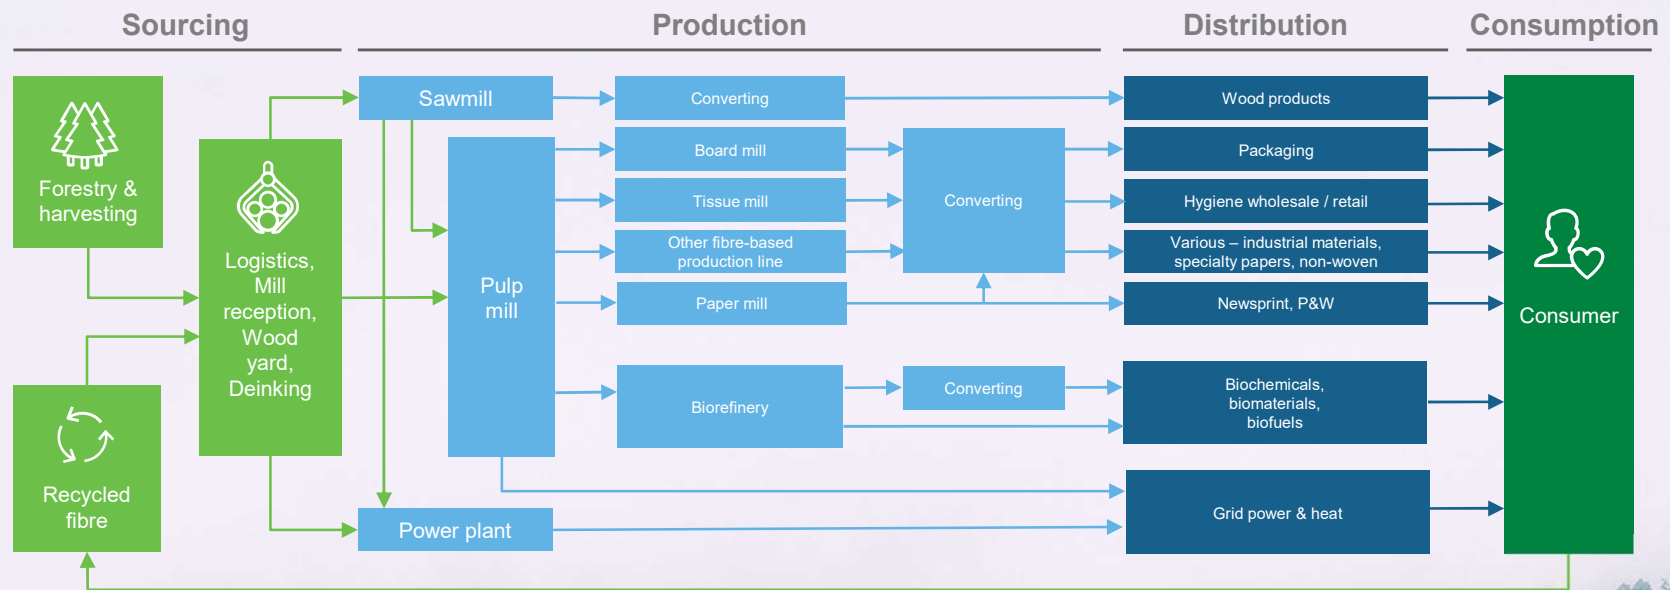 Sourcing
Production
Distribution
Consumption
Forestry &
harvesting
Recycled
fibre
Logistics,
Mill
reception,
Wood
yard,
Deinking
Sawmill
Pulp
mill
Power plant
Converting
Board mill
Tissue mill
Other fibre-based
production line
Paper mill
Biorefinery
Converting
Converting
Wood products
Packaging
Hygiene wholesale / retail
Various – industrial materials,
specialty papers, non-woven
Newsprint, P&W
Biochemicals,
biomaterials,
biofuels
Grid power & heat
Consumer